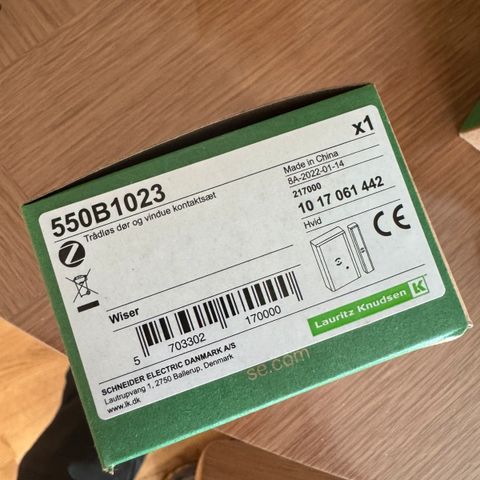 x1
550B1023
Trådløs dør og vindue kontaktsæt
Made in China
8A-2022-01-14
217000
10 17 061 442
Hvid
CE
Wiser
5 703302 170000
Lauritz Knudsen
SCHNEIDER ELECTRIC DANMARK A/S
Lautrupvang 1, 2750 Ballerup, Denmark
www.lk.dk
se.com